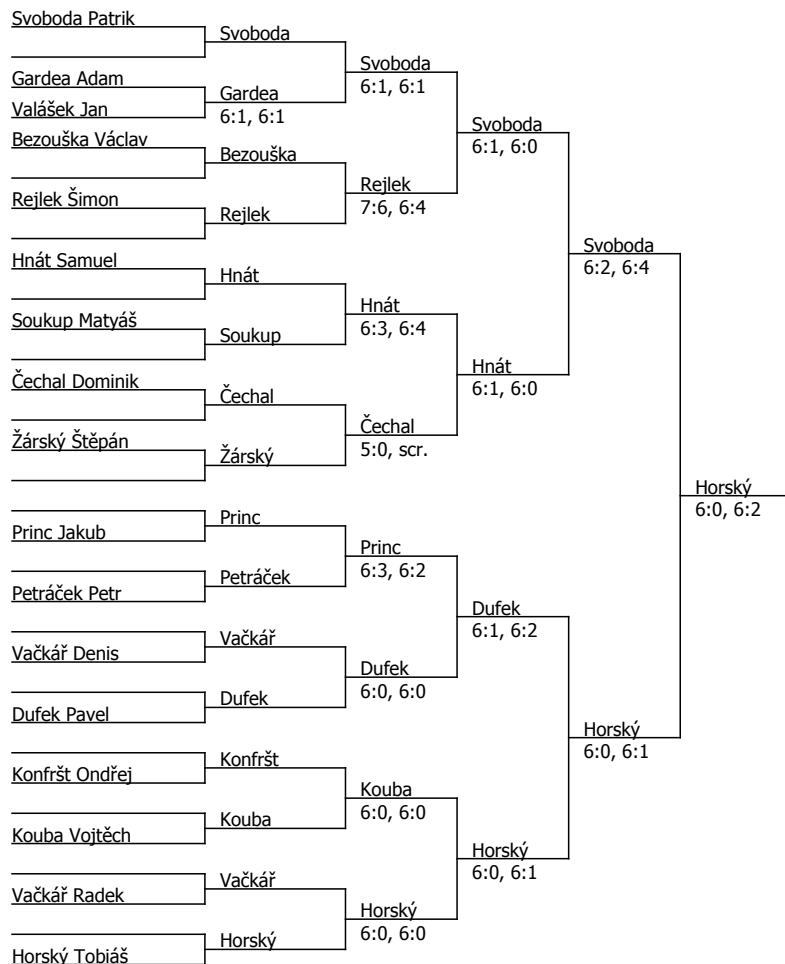 Svoboda Patrik
Svoboda
Svoboda
6:1, 6:1
Gardea Adam
Gardea
6:1, 6:1
Valášek Jan
Svoboda
6:1, 6:0
Bezouška Václav
Bezouška
Rejlek
7:6, 6:4
Rejlek Šimon
Rejlek
Svoboda
6:2, 6:4
Hnát Samuel
Hnát
Hnát
6:3, 6:4
Soukup Matyáš
Soukup
Hnát
6:1, 6:0
Čechal Dominik
Čechal
Čechal
5:0, scr.
Žárský Štěpán
Žárský
Horský
6:0, 6:2
Princ
Princ Jakub
Princ
6:3, 6:2
Petráček
Petráček Petr
Dufek
6:1, 6:2
Vačkář
Vačkář Denis
Dufek
6:0, 6:0
Dufek
Dufek Pavel
Horský
6:0, 6:1
Konfršt
Konfršt Ondřej
Kouba
6:0, 6:0
Kouba
Kouba Vojtěch
Horský
6:0, 6:1
Vačkář
Vačkář Radek
Horský
6:0, 6:0
Horský
Horský Tobiáš